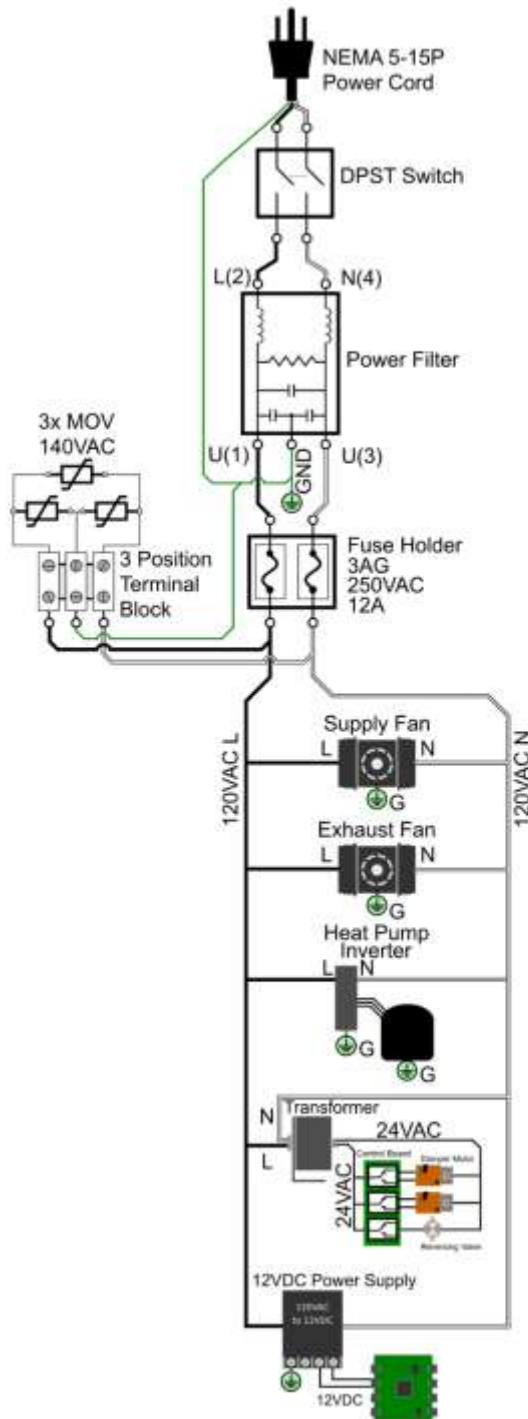 NEMA 5-15P
Power Cord
DPST Switch
L(2)
N(4)
Power Filter
3x MOV
140VAC
U(1)
GND
U(3)
3 Position
Terminal
Block
Fuse Holder
3AG
250VAC
12A
120VAC L
120VAC N
Supply Fan
L
N
G
Exhaust Fan
L
N
G
Heat Pump
Inverter
L
N
G
G
N
Transformer
L
24VAC
24VAC
Control Board
Damper Motor
Reversing Valve
12VDC Power Supply
120VAC
to 12VDC
12VDC